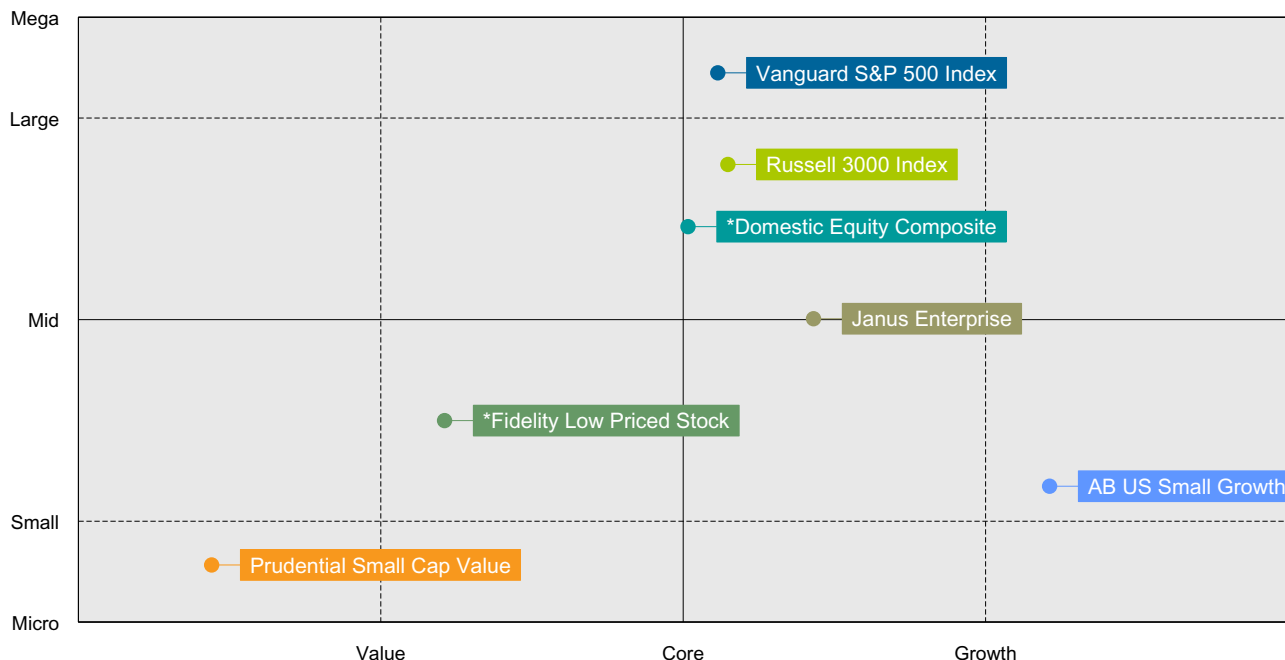 Mega
Vanguard S&P 500 Index
Large
Russell 3000 Index
*Domestic Equity Composite
Mid
Janus Enterprise
*Fidelity Low Priced Stock
AB US Small Growth
Small
Prudential Small Cap Value
Micro
Value Core Growth